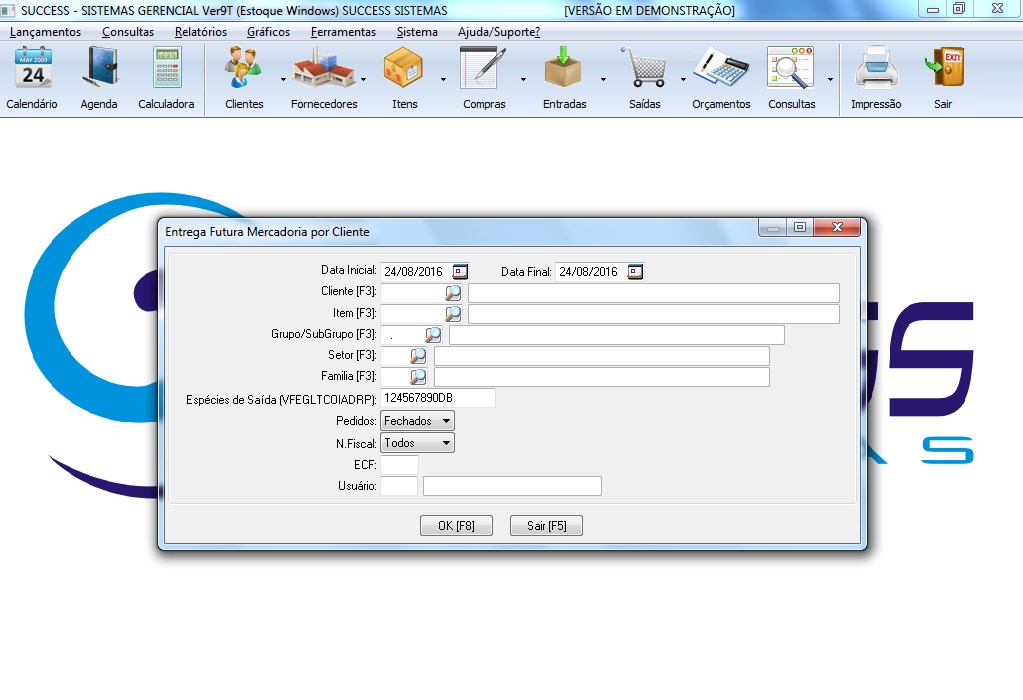 SUCCESS - SISTEMAS GERENCIAL Ver9T (Estoque Windows) SUCCESS SISTEMAS [VERSÃO EM DEMONSTRAÇÃO]
Lançamentos Consultas Relatórios Gráficos Ferramentas Sistema Ajuda/Suporte?
MAY 2009
24
EXIT
Calendário Agenda Calculadora Clientes Fornecedores Itens Compras Entradas Saídas Orçamentos Consultas Impressão Sair
Entrega Futura Mercadoria por Cliente
Data Inicial: 24/08/2016 Data Final: 24/08/2016
Cliente [F3]:
Item [F3]:
Grupo/SubGrupo [F3]: .
Setor [F3]:
Familia [F3]:
Espécies de Saída (VFEGLTCOIADRP): 124567890DB
Pedidos: Fechados
N.Fiscal: Todos
ECF:
Usuário:
OK [F8] Sair [F5]
S
S